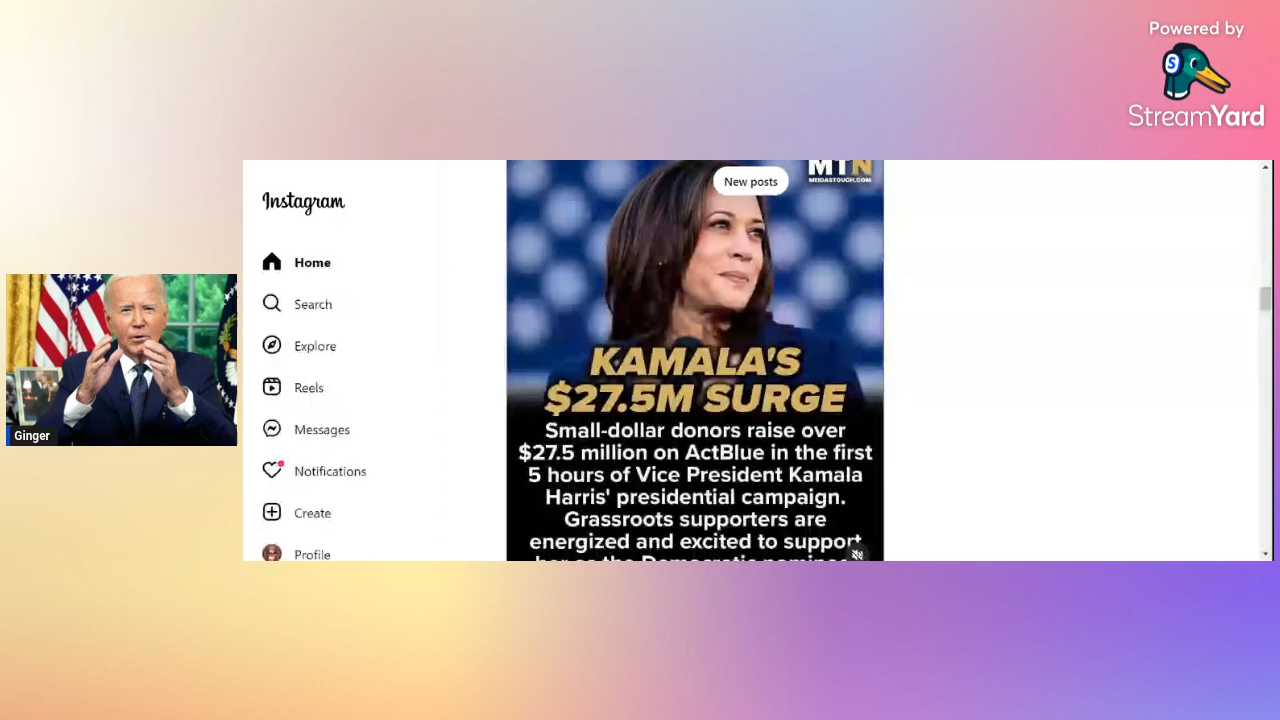 Powered by
S
StreamYard
Instagram
Home
Search
Explore
Reels
Messages
Notifications
Create
Profile
Ginger
New posts
MTN
MEIDASTOUCH.COM
KAMALA'S
$27.5M SURGE
Small-dollar donors raise over
$27.5 million on ActBlue in the first
5 hours of Vice President Kamala
Harris' presidential campaign.
Grassroots supporters are
energized and excited to support